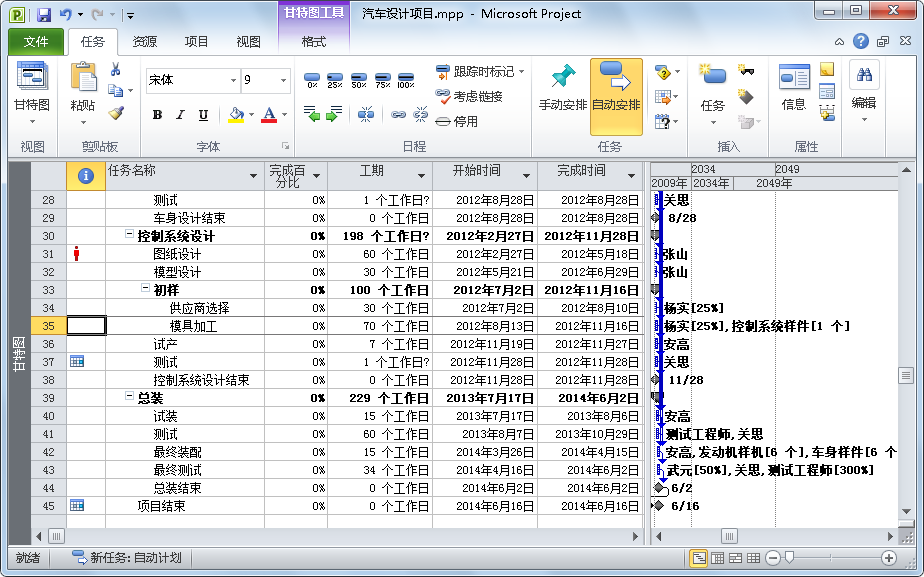 甘特图工具
汽车设计项目.mpp - Microsoft Project
文件 任务 资源 项目 视图 格式
甘特图 粘贴 宋体 9 B I U A
0% 25% 50% 75% 100%
跟踪时标记 考虑链接 停用
手动安排 自动安排 任务 信息 编辑
视图 剪贴板 字体 日程 任务 插入 属性
任务名称 完成百分比 工期 开始时间 完成时间
2034 2049
2009年 2034年 2049年
28 测试 0% 1 个工作日? 2012年8月28日 2012年8月28日 关思
29 车身设计结束 0% 0 个工作日 2012年8月28日 2012年8月28日 8/28
30 控制系统设计 0% 198 个工作日? 2012年2月27日 2012年11月28日
31 图纸设计 0% 60 个工作日 2012年2月27日 2012年5月18日 张山
32 模型设计 0% 30 个工作日 2012年5月21日 2012年6月29日 张山
33 初样 0% 100 个工作日 2012年7月2日 2012年11月16日
34 供应商选择 0% 30 个工作日 2012年7月2日 2012年8月10日 杨实[25%]
35 模具加工 0% 70 个工作日 2012年8月13日 2012年11月16日 杨实[25%],控制系统样件[1 个]
36 试产 0% 7 个工作日 2012年11月19日 2012年11月27日 安高
37 测试 0% 1 个工作日? 2012年11月28日 2012年11月28日 关思
38 控制系统设计结束 0% 0 个工作日 2012年11月28日 2012年11月28日 11/28
39 总装 0% 229 个工作日 2013年7月17日 2014年6月2日
40 试装 0% 15 个工作日 2013年7月17日 2013年8月6日 安高
41 测试 0% 60 个工作日 2013年8月7日 2013年10月29日 测试工程师,关思
42 最终装配 0% 15 个工作日 2014年3月26日 2014年4月15日 安高,发动机样机[6 个],车身样件[6 个
43 最终测试 0% 34 个工作日 2014年4月16日 2014年6月2日 武元[50%],关思,测试工程师[300%]
44 总装结束 0% 0 个工作日 2014年6月2日 2014年6月2日 6/2
45 项目结束 0% 0 个工作日 2014年6月16日 2014年6月16日 6/16
甘特图
就绪 新任务: 自动计划